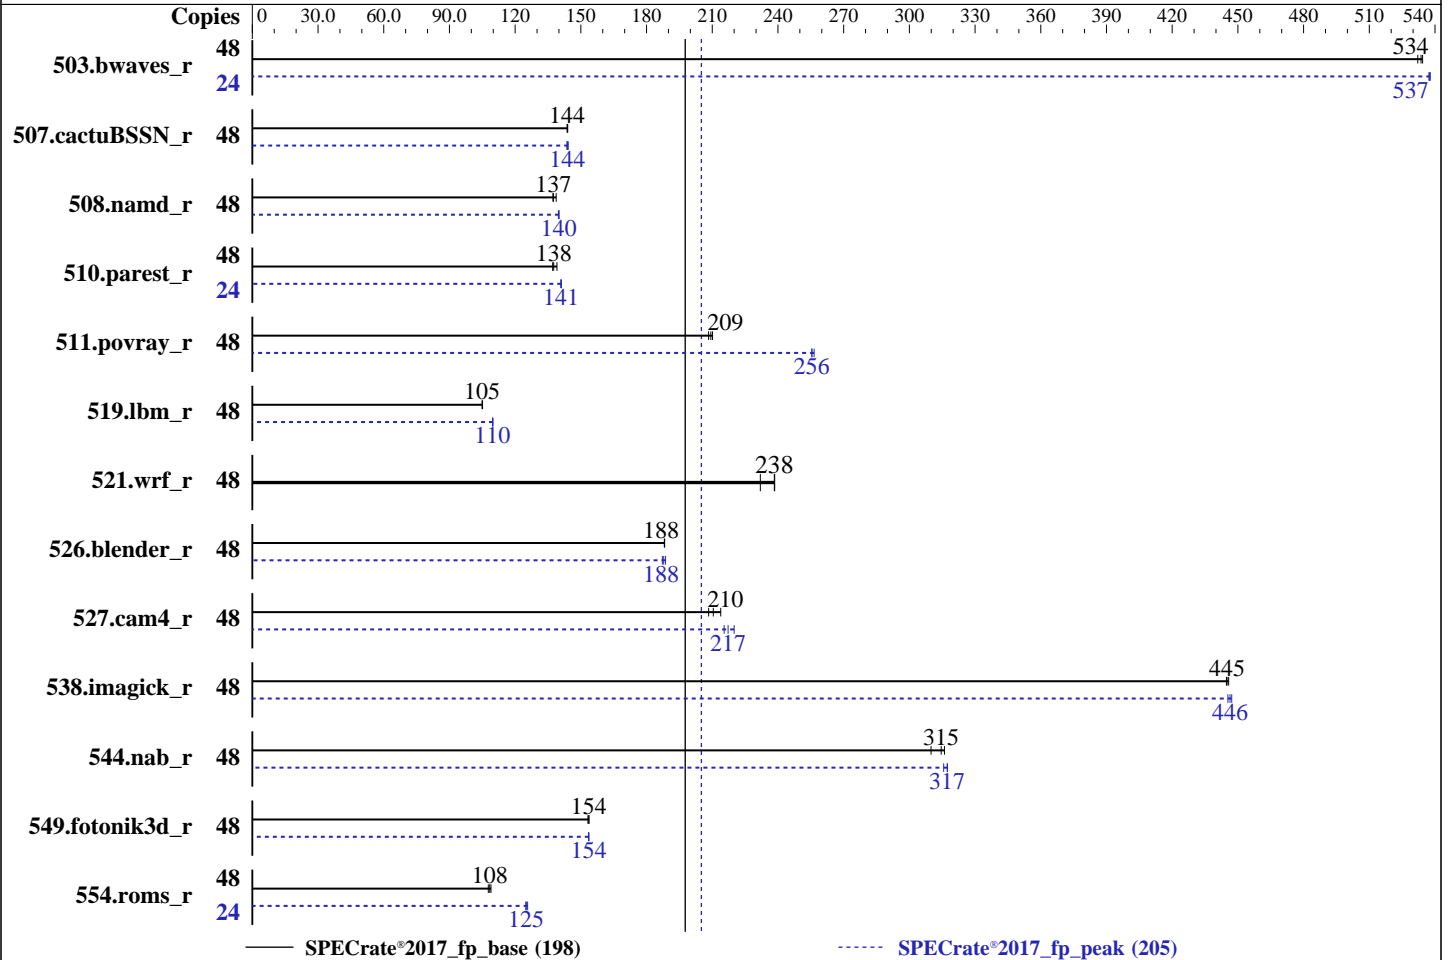 Copies 0 30.0 60.0 90.0 120 150 180 210 240 270 300 330 360 390 420 450 480 510 540
503.bwaves_r 48 534
24 537
507.cactuBSSN_r 48 144
144
508.namd_r 48 137
140
510.parest_r 48 138
24 141
511.povray_r 48 209
256
519.lbm_r 48 105
110
521.wrf_r 48 238
526.blender_r 48 188
188
527.cam4_r 48 210
217
538.imagick_r 48 445
446
544.nab_r 48 315
317
549.fotonik3d_r 48 154
154
554.roms_r 48 108
24 125
SPECrate®2017_fp_base (198) SPECrate®2017_fp_peak (205)